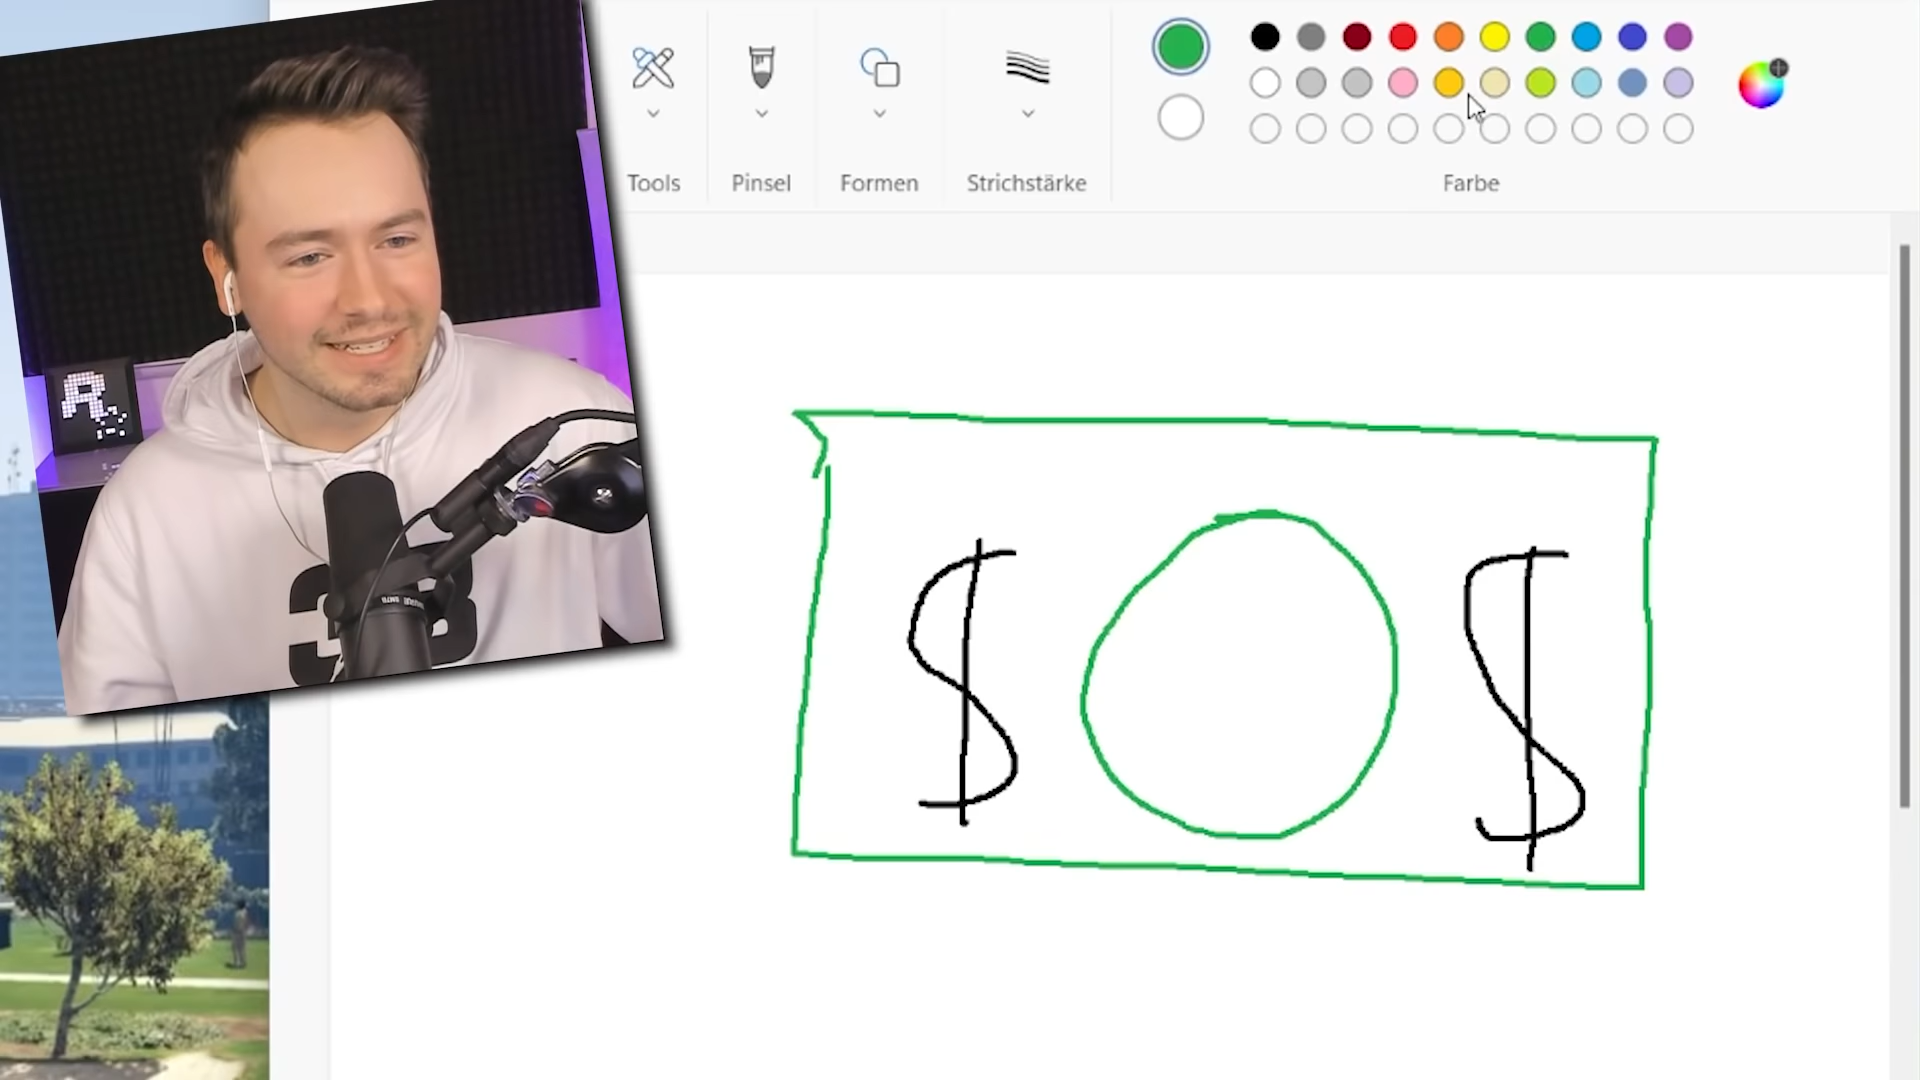 Tools
Pinsel
Formen
Strichstärke
Farbe
$ $